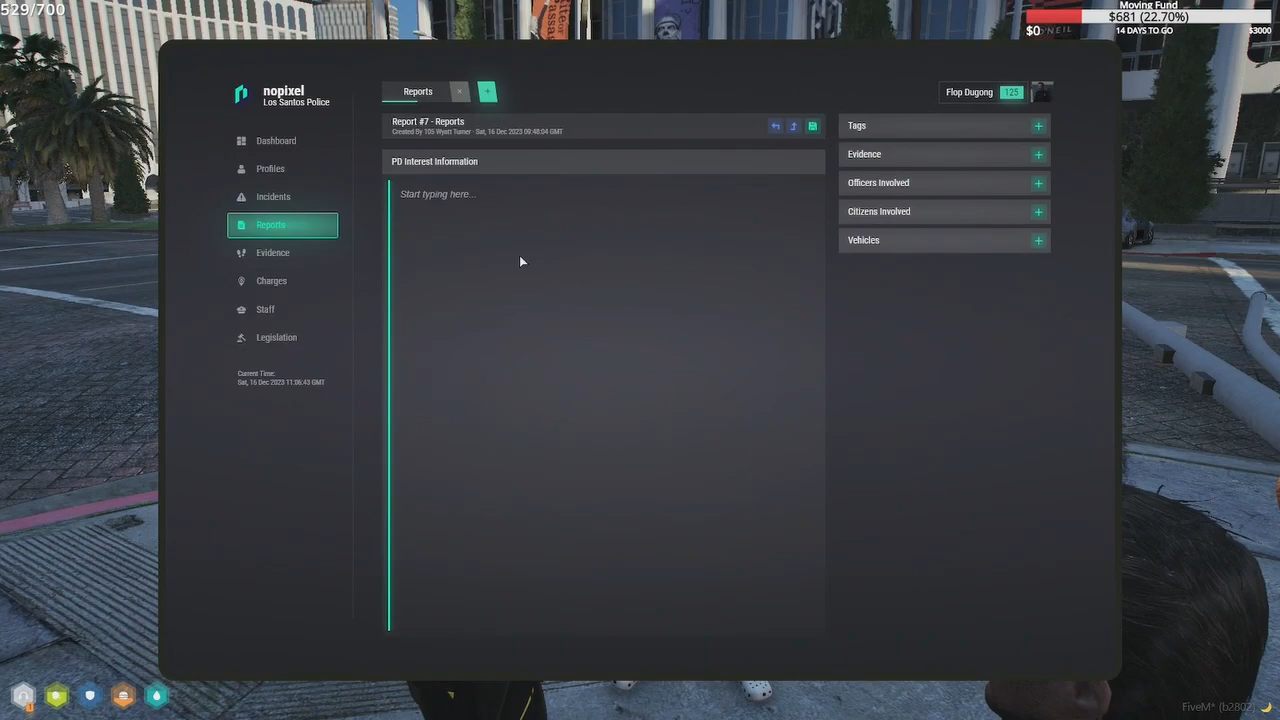 529/700
Moving Fund
$681 (22.70%)
$0
14 DAYS TO GO
$3000
nopixel
Los Santos Police
Reports
Flop Dugong 125
Dashboard
Profiles
Incidents
Reports
Evidence
Charges
Staff
Legislation
Current Time:
Sat, 16 Dec 2023 11:06:43 GMT
Report #7 - Reports
Created By 105 Wyatt Turner - Sat, 16 Dec 2023 09:48:04 GMT
PD Interest Information
Start typing here...
Tags
Evidence
Officers Involved
Citizens Involved
Vehicles
FiveM* (b2802)